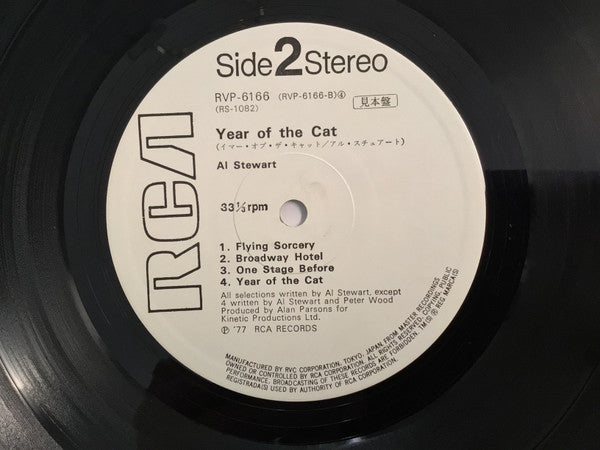 Side 2 Stereo
RVP-6166 (RVP-6166-B)④
(RS-1082)
見本盤
Year of the Cat
(イヤー・オブ・ザ・キャット/アル・スチュアート)
Al Stewart
RCA
33⅓rpm
1. Flying Sorcery
2. Broadway Hotel
3. One Stage Before
4. Year of the Cat
All selections written by Al Stewart, except
4 written by Al Stewart and Peter Wood
Produced by Alan Parsons for
Kinetic Productions Ltd.
℗ '77 RCA RECORDS
MANUFACTURED BY RVC CORPORATION, TOKYO, JAPAN, FROM MASTER RECORDINGS
OWNED OR CONTROLLED BY RCA CORPORATION. ALL RIGHTS RESERVED. COPYING, PUBLIC
PERFORMANCE, BROADCASTING OF THESE RECORDS ARE FORBIDDEN. TM(S) ® REG MARCA(S)
REGISTRADA(S) USED BY AUTHORITY OF RCA CORPORATION.